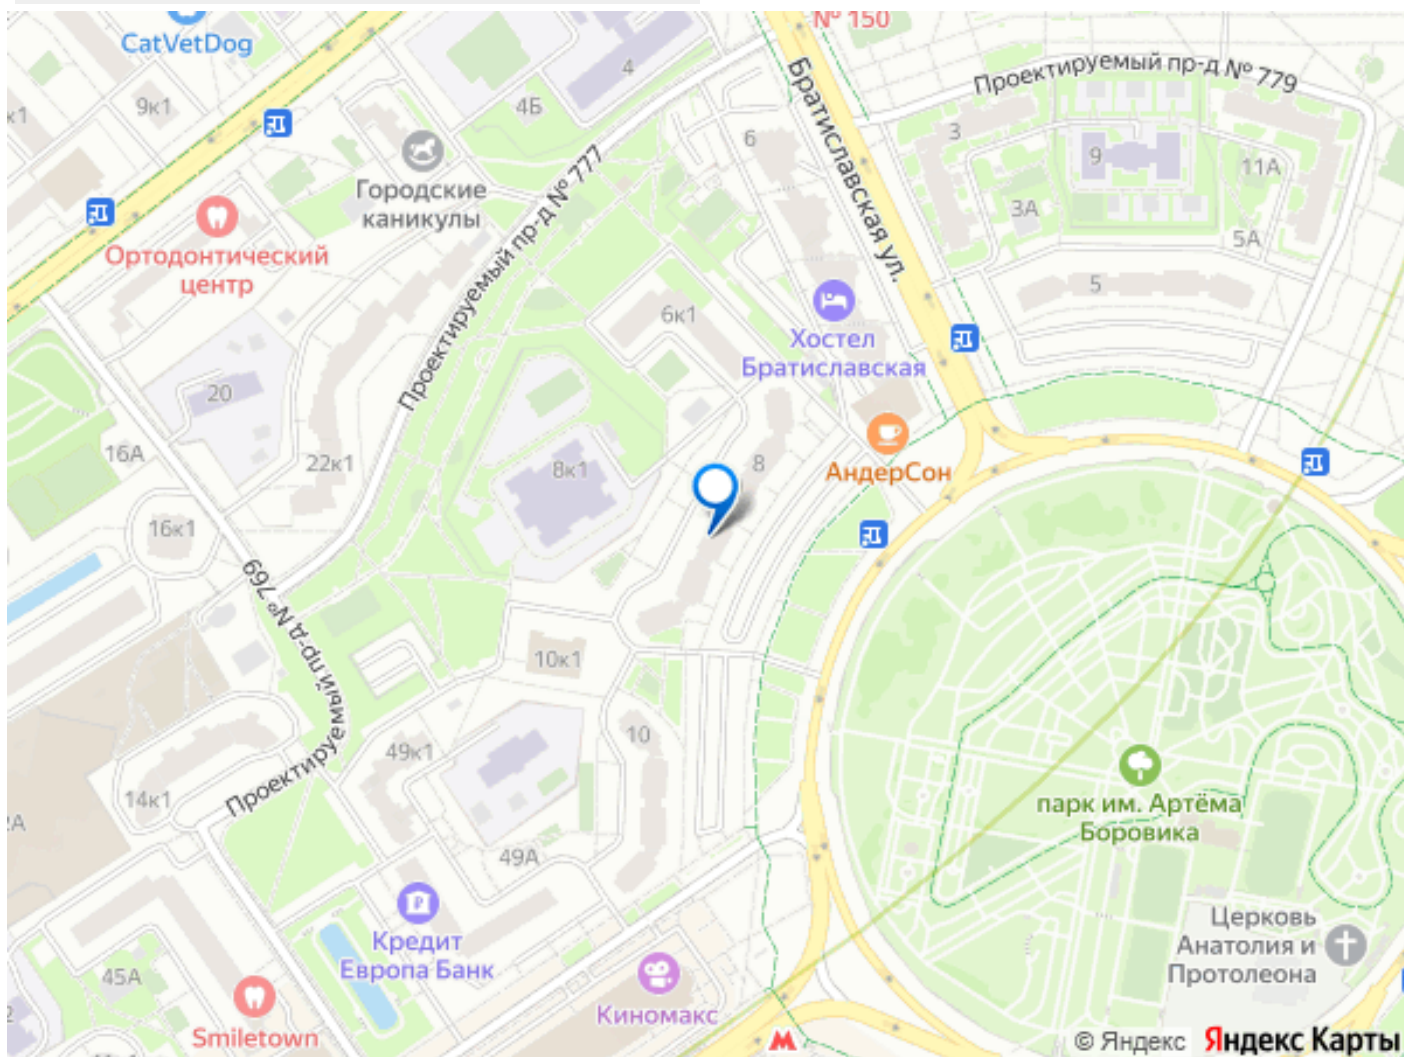 № 150
CatVetDog
Братиславская ул.
Проектируемый пр-д № 779
4
9к1
к1
4Б
6
3
9
11А
Городские
каникулы
Проектируемый пр-д № 777
3А
5А
Ортодонтический
центр
5
6к1
Хостел
Братиславская
20
16А
22к1
8к1
8
АндерСон
16к1
Проектируемый пр-д № 769
10к1
10
49к1
14к1
2А
парк им. Артёма
Боровика
49А
Кредит
Европа Банк
Церковь
Анатолия и
Протолеона
45А
Киномакс
2
Smiletown
© Яндекс
Яндекс Карты